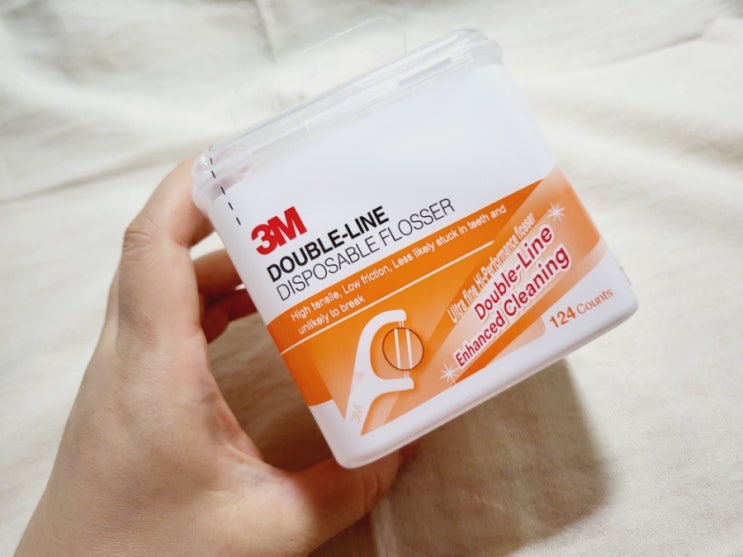 3M
DOUBLE-LINE
DISPOSABLE FLOSSER
High tensile, Low friction, Less likely stuck in teeth and
unlikely to break
Ultra fine Hi-Performance flosser
Double-Line
Enhanced Cleaning
124 Counts
3M